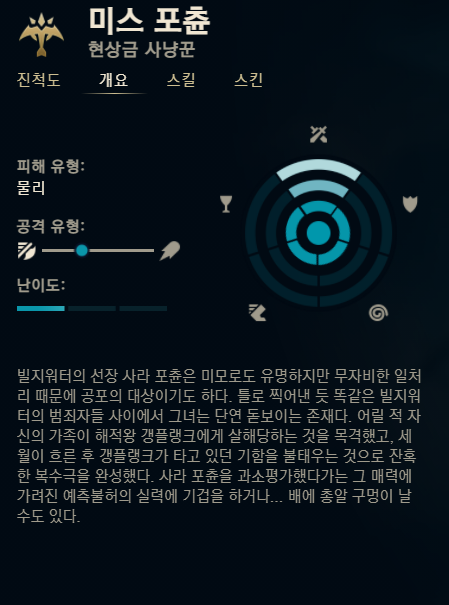 미스 포츈
현상금 사냥꾼
진척도 개요 스킬 스킨
피해 유형:
물리
공격 유형:
난이도:
빌지워터의 선장 사라 포츈은 미모로도 유명하지만 무자비한 일처
리 때문에 공포의 대상이기도 하다. 틀로 찍어낸 듯 똑같은 빌지워
터의 범죄자들 사이에서 그녀는 단연 돋보이는 존재다. 어릴 적 자
신의 가족이 해적왕 갱플랭크에게 살해당하는 것을 목격했고, 세
월이 흐른 후 갱플랭크가 타고 있던 기함을 불태우는 것으로 잔혹
한 복수극을 완성했다. 사라 포츈을 과소평가했다가는 그 매력에
가려진 예측불허의 실력에 기겁을 하거나... 배에 총알 구멍이 날
수도 있다.